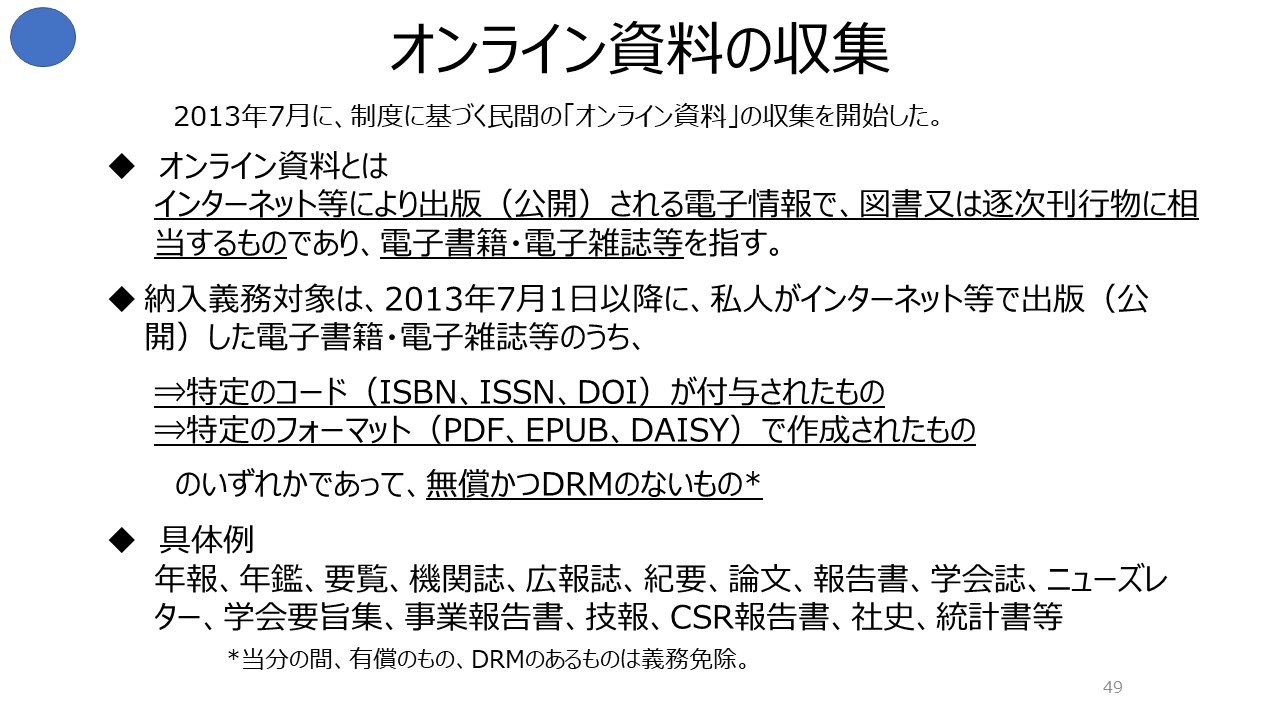 オンライン資料の収集
2013年7月に、制度に基づく民間の「オンライン資料」の収集を開始した。
◆ オンライン資料とは
インターネット等により出版（公開）される電子情報で、図書又は逐次刊行物に相
当するものであり、電子書籍・電子雑誌等を指す。
◆ 納入義務対象は、2013年7月1日以降に、私人がインターネット等で出版（公
開）した電子書籍・電子雑誌等のうち、
⇒特定のコード（ISBN、ISSN、DOI）が付与されたもの
⇒特定のフォーマット（PDF、EPUB、DAISY）で作成されたもの
のいずれかであって、無償かつDRMのないもの*
◆ 具体例
年報、年鑑、要覧、機関誌、広報誌、紀要、論文、報告書、学会誌、ニューズレ
ター、学会要旨集、事業報告書、技報、CSR報告書、社史、統計書等
*当分の間、有償のもの、DRMのあるものは義務免除。
49